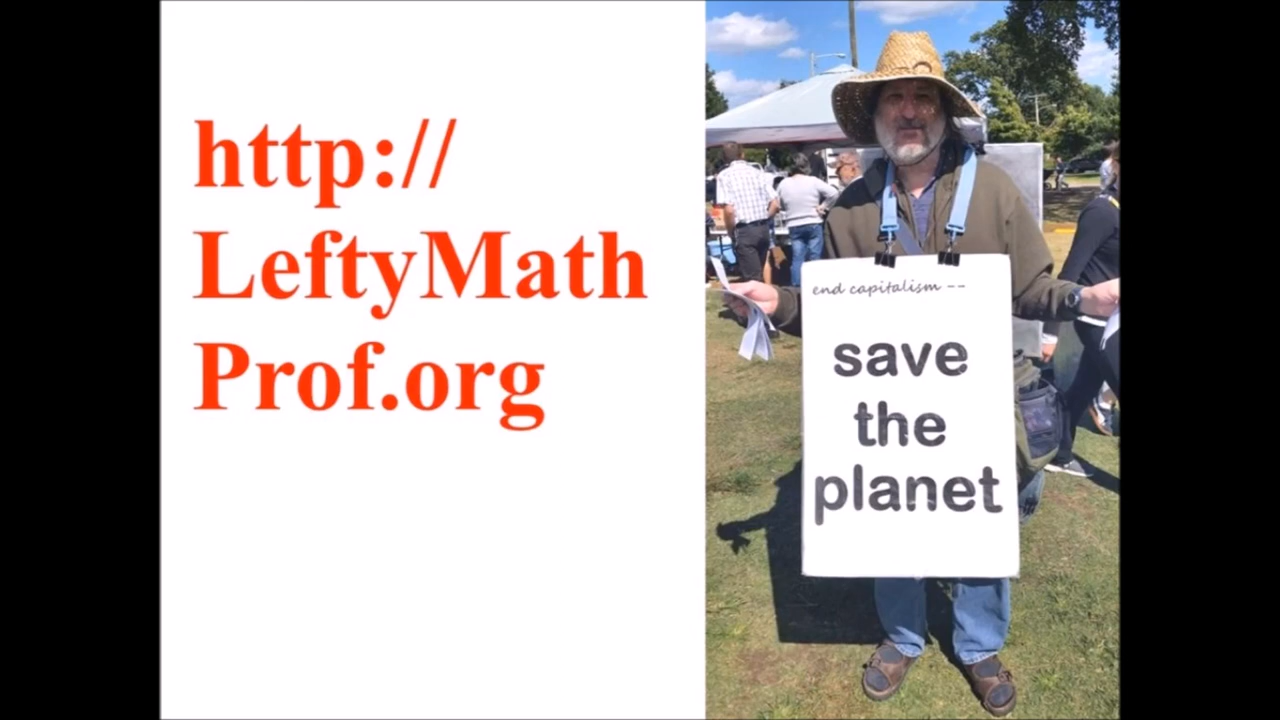 http://
LeftyMath
Prof.org
end capitalism --
save
the
planet